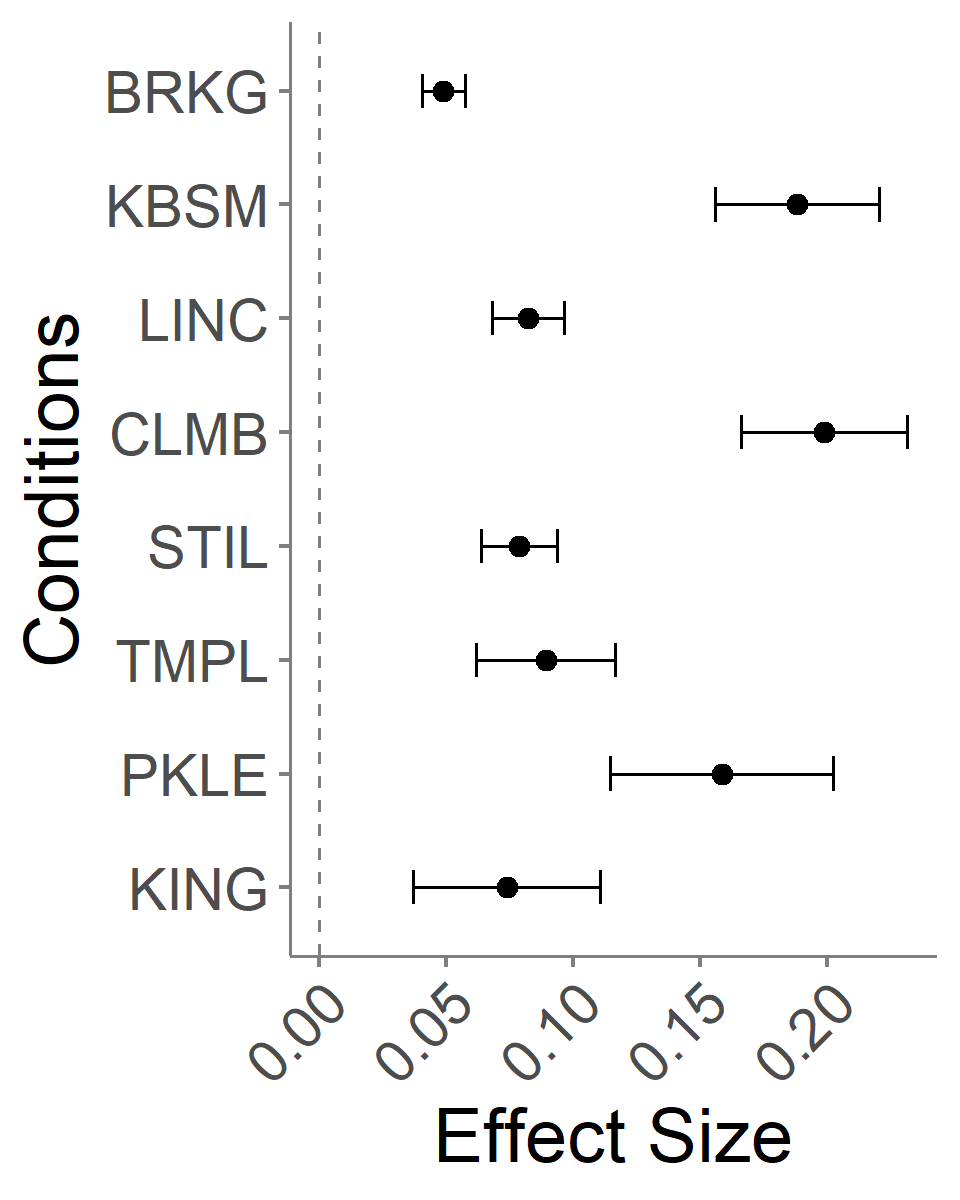 Conditions
BRKG
KBSM
LINC
CLMB
STIL
TMPL
PKLE
KING
0.00 0.05 0.10 0.15 0.20
Effect Size